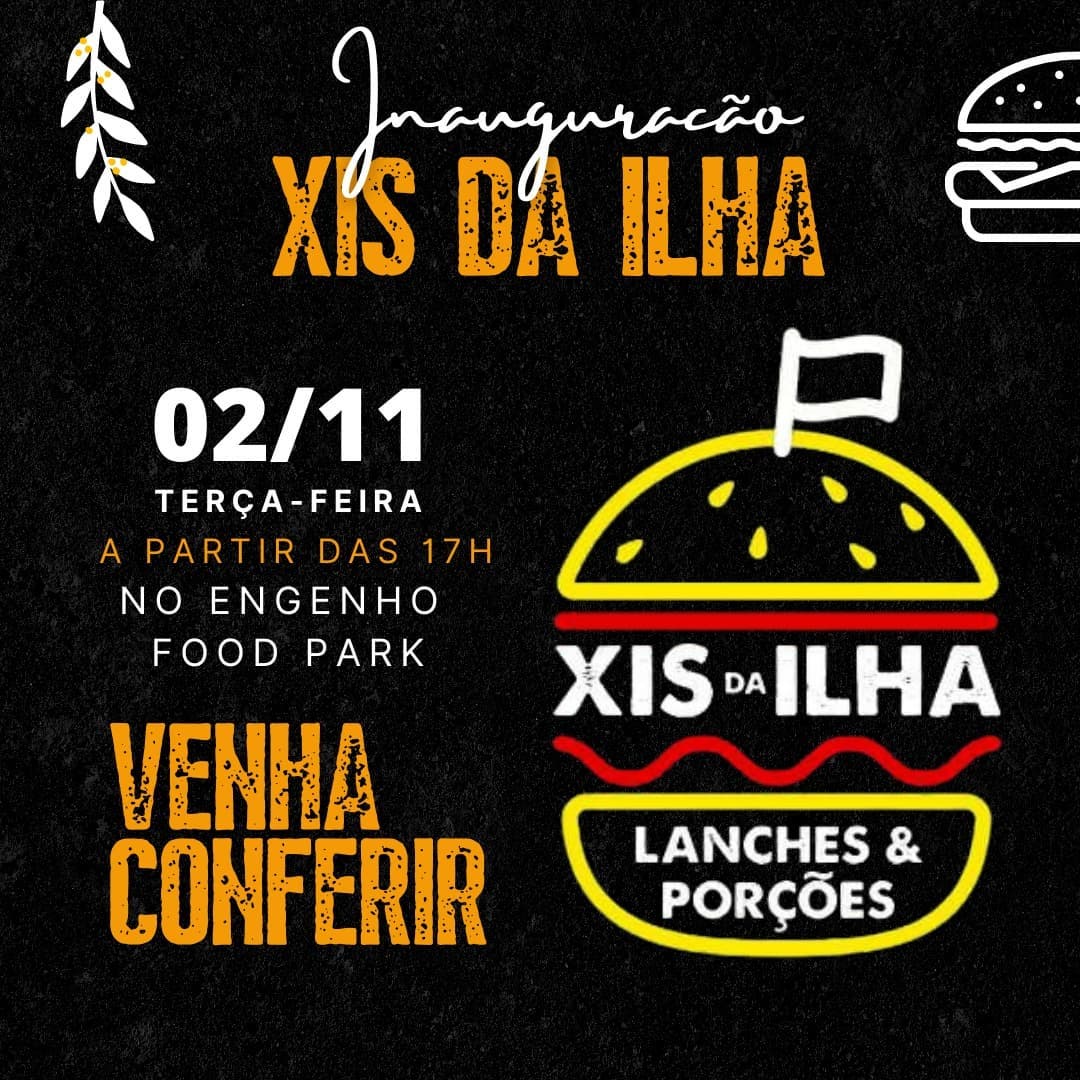 Inauguracão
XIS DA ILHA
02/11
TERÇA-FEIRA
A PARTIR DAS 17H
NO ENGENHO
FOOD PARK
VENHA
CONFERIR
XIS DA ILHA
LANCHES &
PORÇÕES